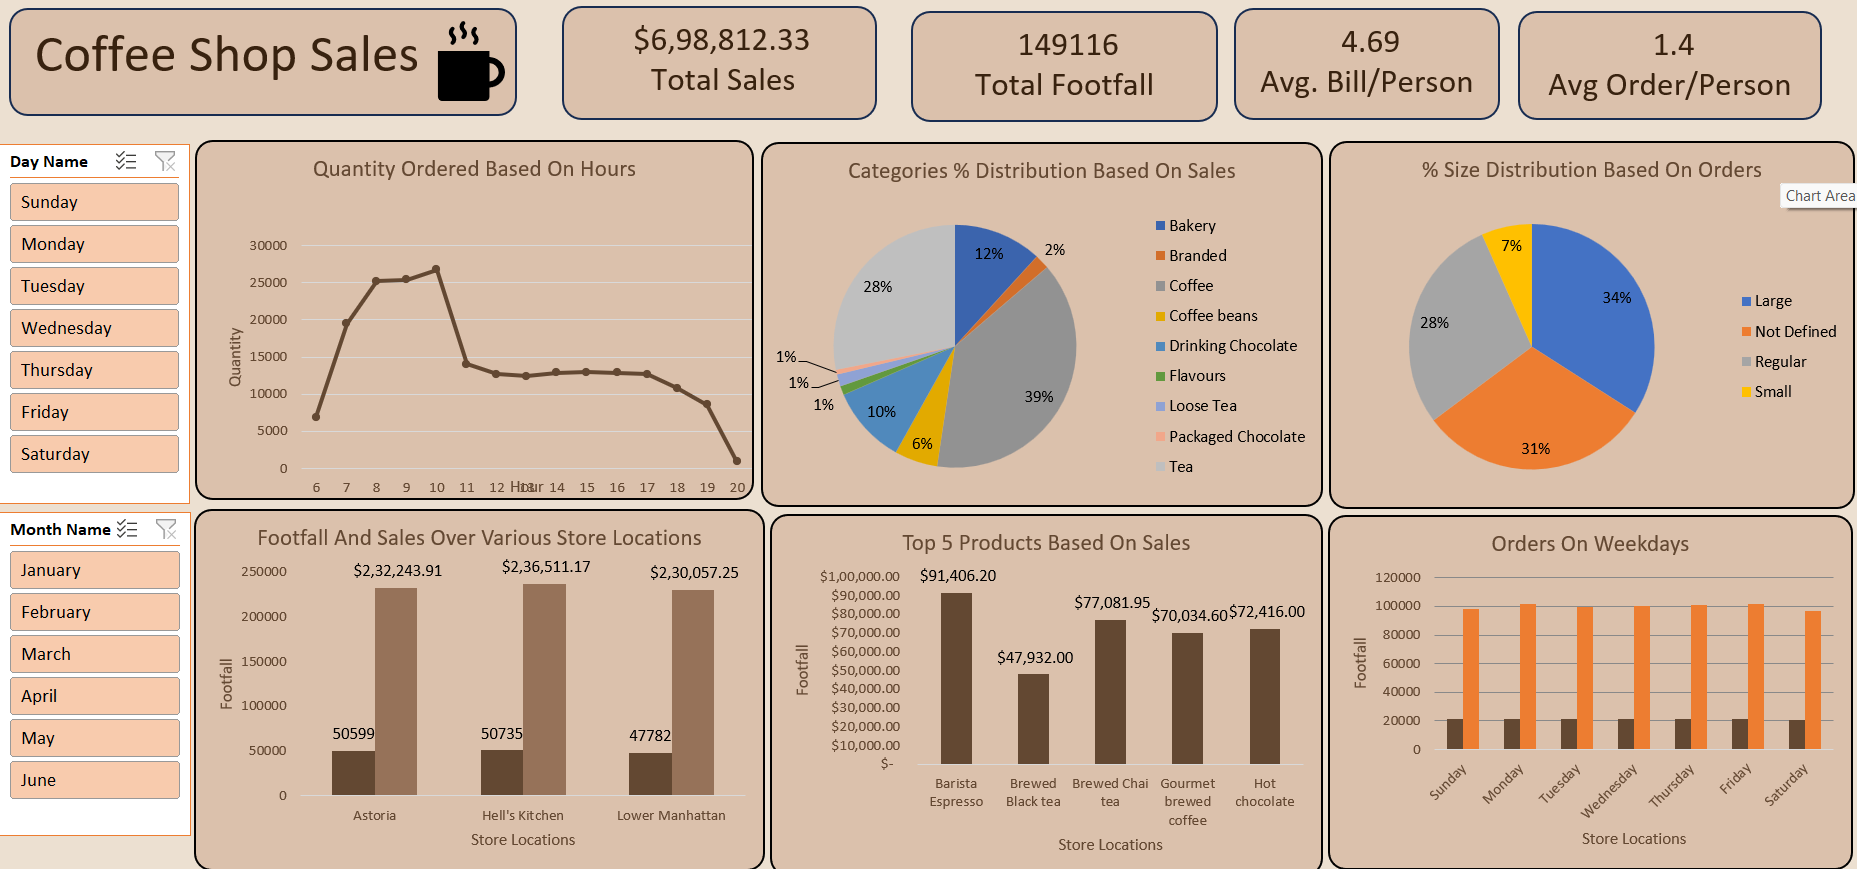 Coffee Shop Sales
$6,98,812.33
Total Sales
149116
Total Footfall
4.69
Avg. Bill/Person
1.4
Avg Order/Person
Day Name
Sunday
Monday
Tuesday
Wednesday
Thursday
Friday
Saturday
Month Name
January
February
March
April
May
June
Quantity Ordered Based On Hours
30000
25000
20000
15000
10000
5000
0
Quantity
6 7 8 9 10 11 12 13 14 15 16 17 18 19 20
Hour
Categories % Distribution Based On Sales
12%
2%
39%
6%
10%
1%
1%
1%
28%
Bakery
Branded
Coffee
Coffee beans
Drinking Chocolate
Flavours
Loose Tea
Packaged Chocolate
Tea
% Size Distribution Based On Orders
Chart Area
34%
31%
28%
7%
Large
Not Defined
Regular
Small
Footfall And Sales Over Various Store Locations
250000
200000
150000
100000
50000
0
Footfall
$2,32,243.91
$2,36,511.17
$2,30,057.25
50599
50735
47782
Astoria
Hell's Kitchen
Lower Manhattan
Store Locations
Top 5 Products Based On Sales
$1,00,000.00
$90,000.00
$80,000.00
$70,000.00
$60,000.00
$50,000.00
$40,000.00
$30,000.00
$20,000.00
$10,000.00
$-
Footfall
$91,406.20
$47,932.00
$77,081.95
$70,034.60
$72,416.00
Barista
Espresso
Brewed
Black tea
Brewed Chai
tea
Gourmet
brewed
coffee
Hot
chocolate
Store Locations
Orders On Weekdays
120000
100000
80000
60000
40000
20000
0
Footfall
Sunday
Monday
Tuesday
Wednesday
Thursday
Friday
Saturday
Store Locations